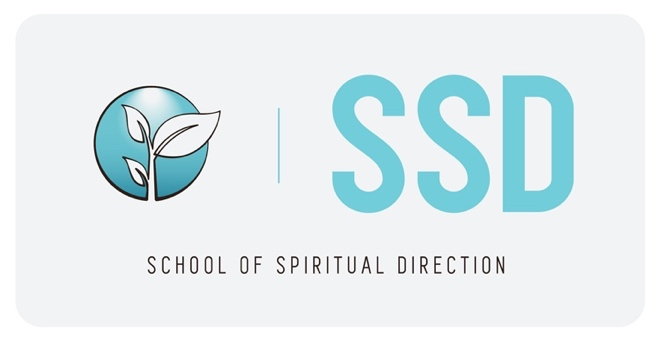 SSD
SCHOOL OF SPIRITUAL DIRECTION